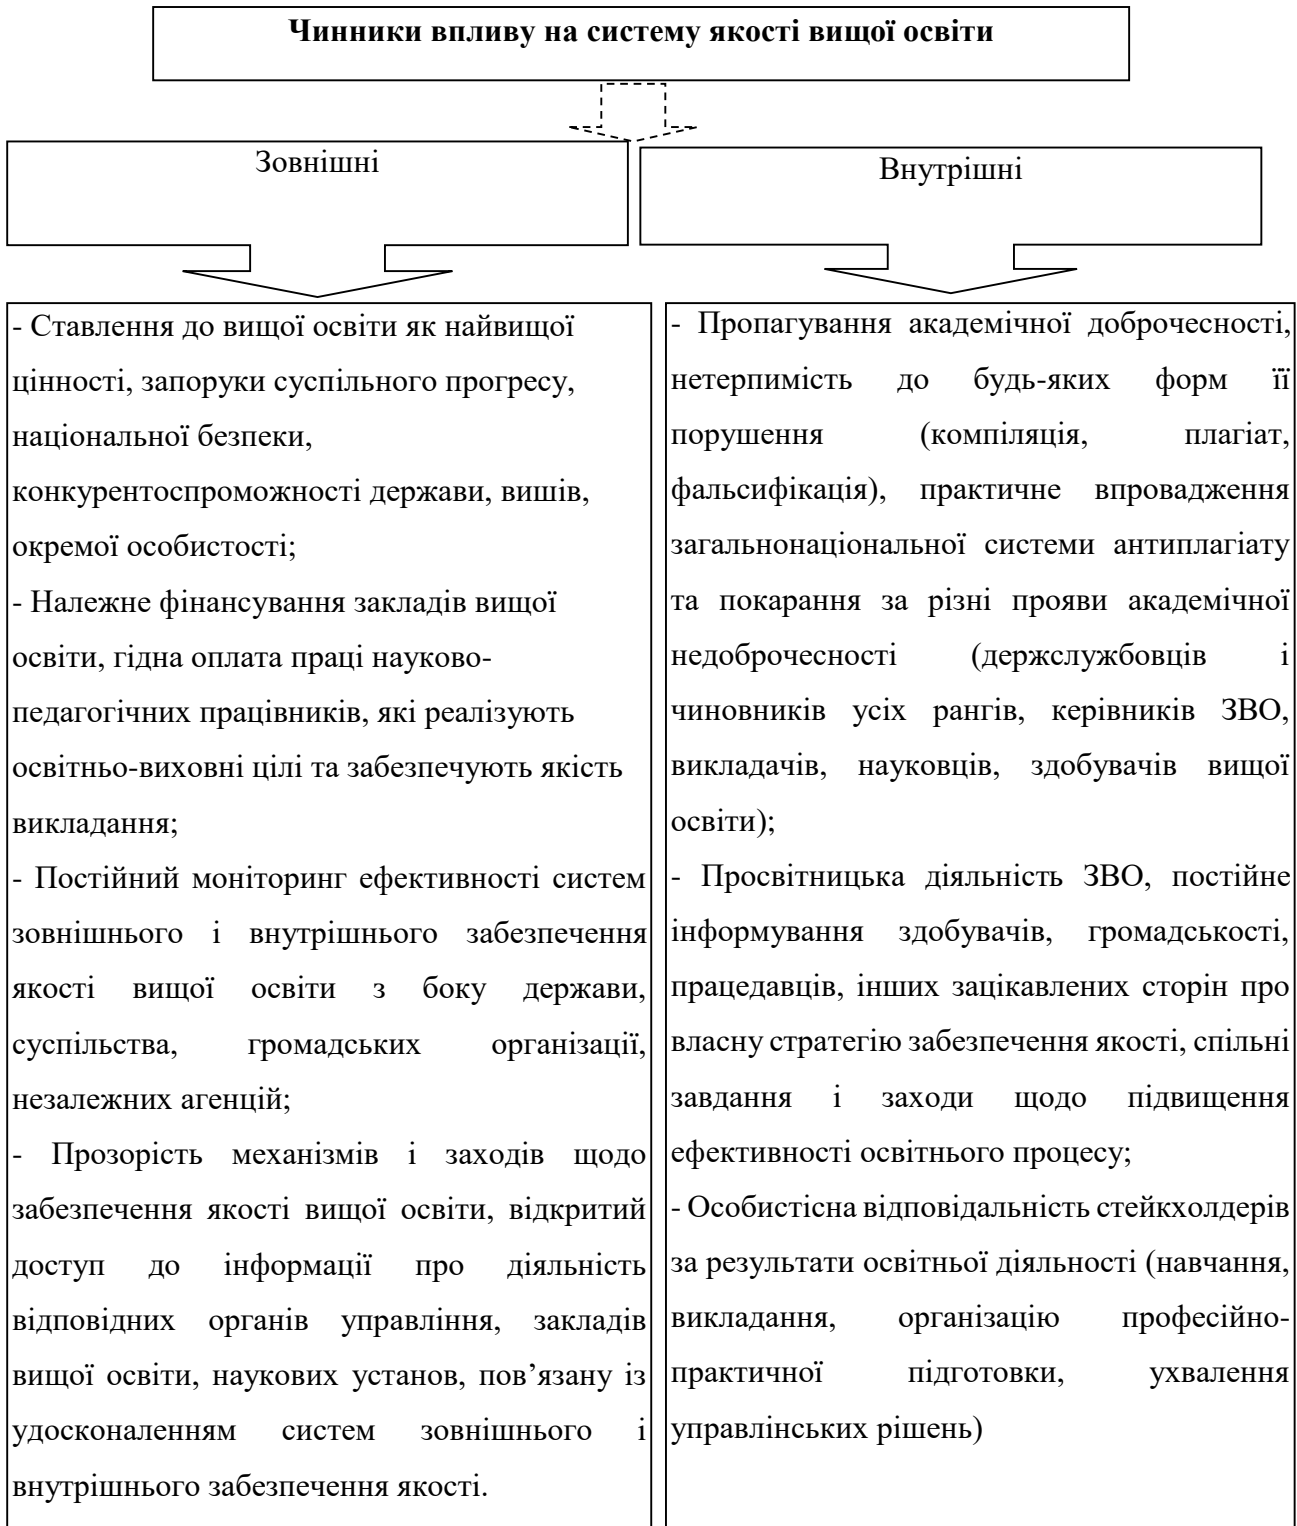 Чинники впливу на систему якості вищої освіти
Зовнішні
Внутрішні
- Ставлення до вищої освіти як найвищої
цінності, запоруки суспільного прогресу,
національної безпеки,
конкурентоспроможності держави, вишів,
окремої особистості;
- Належне фінансування закладів вищої
освіти, гідна оплата праці науково-
педагогічних працівників, які реалізують
освітньо-виховні цілі та забезпечують якість
викладання;
- Постійний моніторинг ефективності систем
зовнішнього і внутрішнього забезпечення
якості вищої освіти з боку держави,
суспільства, громадських організації,
незалежних агенцій;
- Прозорість механізмів і заходів щодо
забезпечення якості вищої освіти, відкритий
доступ до інформації про діяльність
відповідних органів управління, закладів
вищої освіти, наукових установ, пов’язану із
удосконаленням систем зовнішнього і
внутрішнього забезпечення якості.
- Пропагування академічної доброчесності,
нетерпимість до будь-яких форм її
порушення (компіляція, плагіат,
фальсифікація), практичне впровадження
загальнонаціональної системи антиплагіату
та покарання за різні прояви академічної
недоброчесності (держслужбовців і
чиновників усіх рангів, керівників ЗВО,
викладачів, науковців, здобувачів вищої
освіти);
- Просвітницька діяльність ЗВО, постійне
інформування здобувачів, громадськості,
працедавців, інших зацікавлених сторін про
власну стратегію забезпечення якості, спільні
завдання і заходи щодо підвищення
ефективності освітнього процесу;
- Особистісна відповідальність стейкхолдерів
за результати освітньої діяльності (навчання,
викладання, організацію професійно-
практичної підготовки, ухвалення
управлінських рішень)